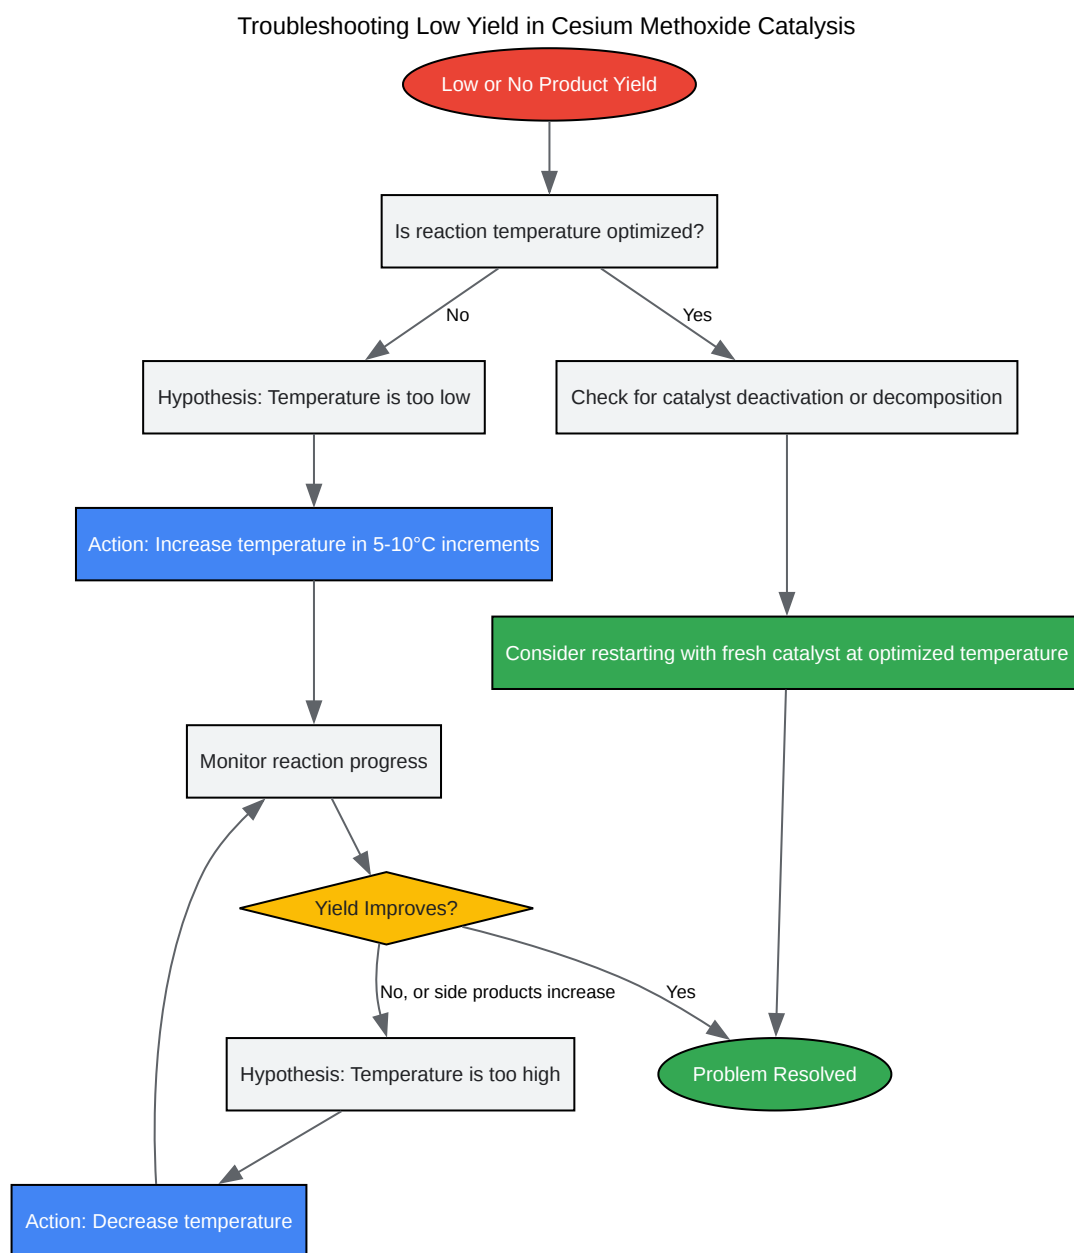 Troubleshooting Low Yield in Cesium Methoxide Catalysis
Low or No Product Yield
Is reaction temperature optimized?
No
Yes
Hypothesis: Temperature is too low
Check for catalyst deactivation or decomposition
Action: Increase temperature in 5-10°C increments
Consider restarting with fresh catalyst at optimized temperature
Monitor reaction progress
Yield Improves?
No, or side products increase
Yes
Hypothesis: Temperature is too high
Problem Resolved
Action: Decrease temperature